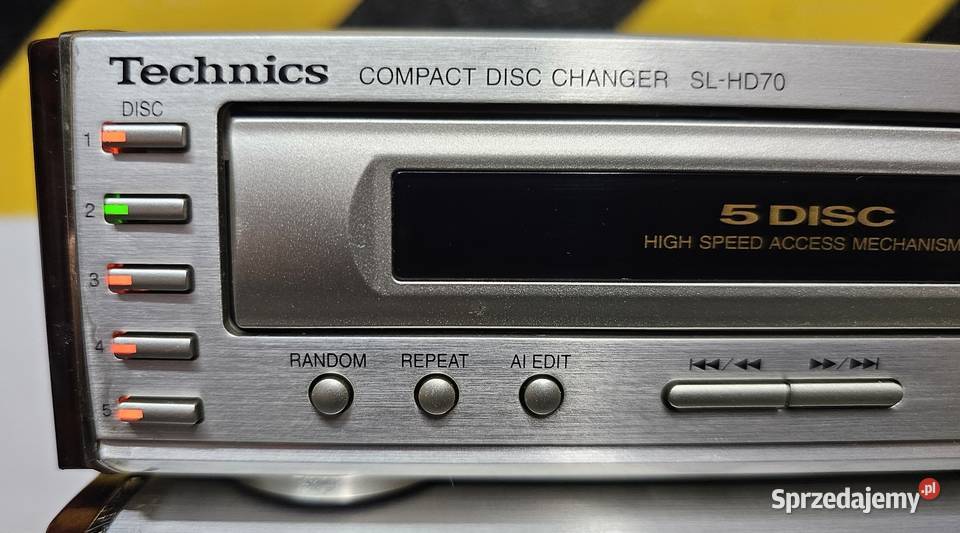 Technics COMPACT DISC CHANGER SL-HD70
DISC
1
2
3
4
5
5 DISC
HIGH SPEED ACCESS MECHANISM
RANDOM REPEAT AI EDIT
Sprzedajemy.pl